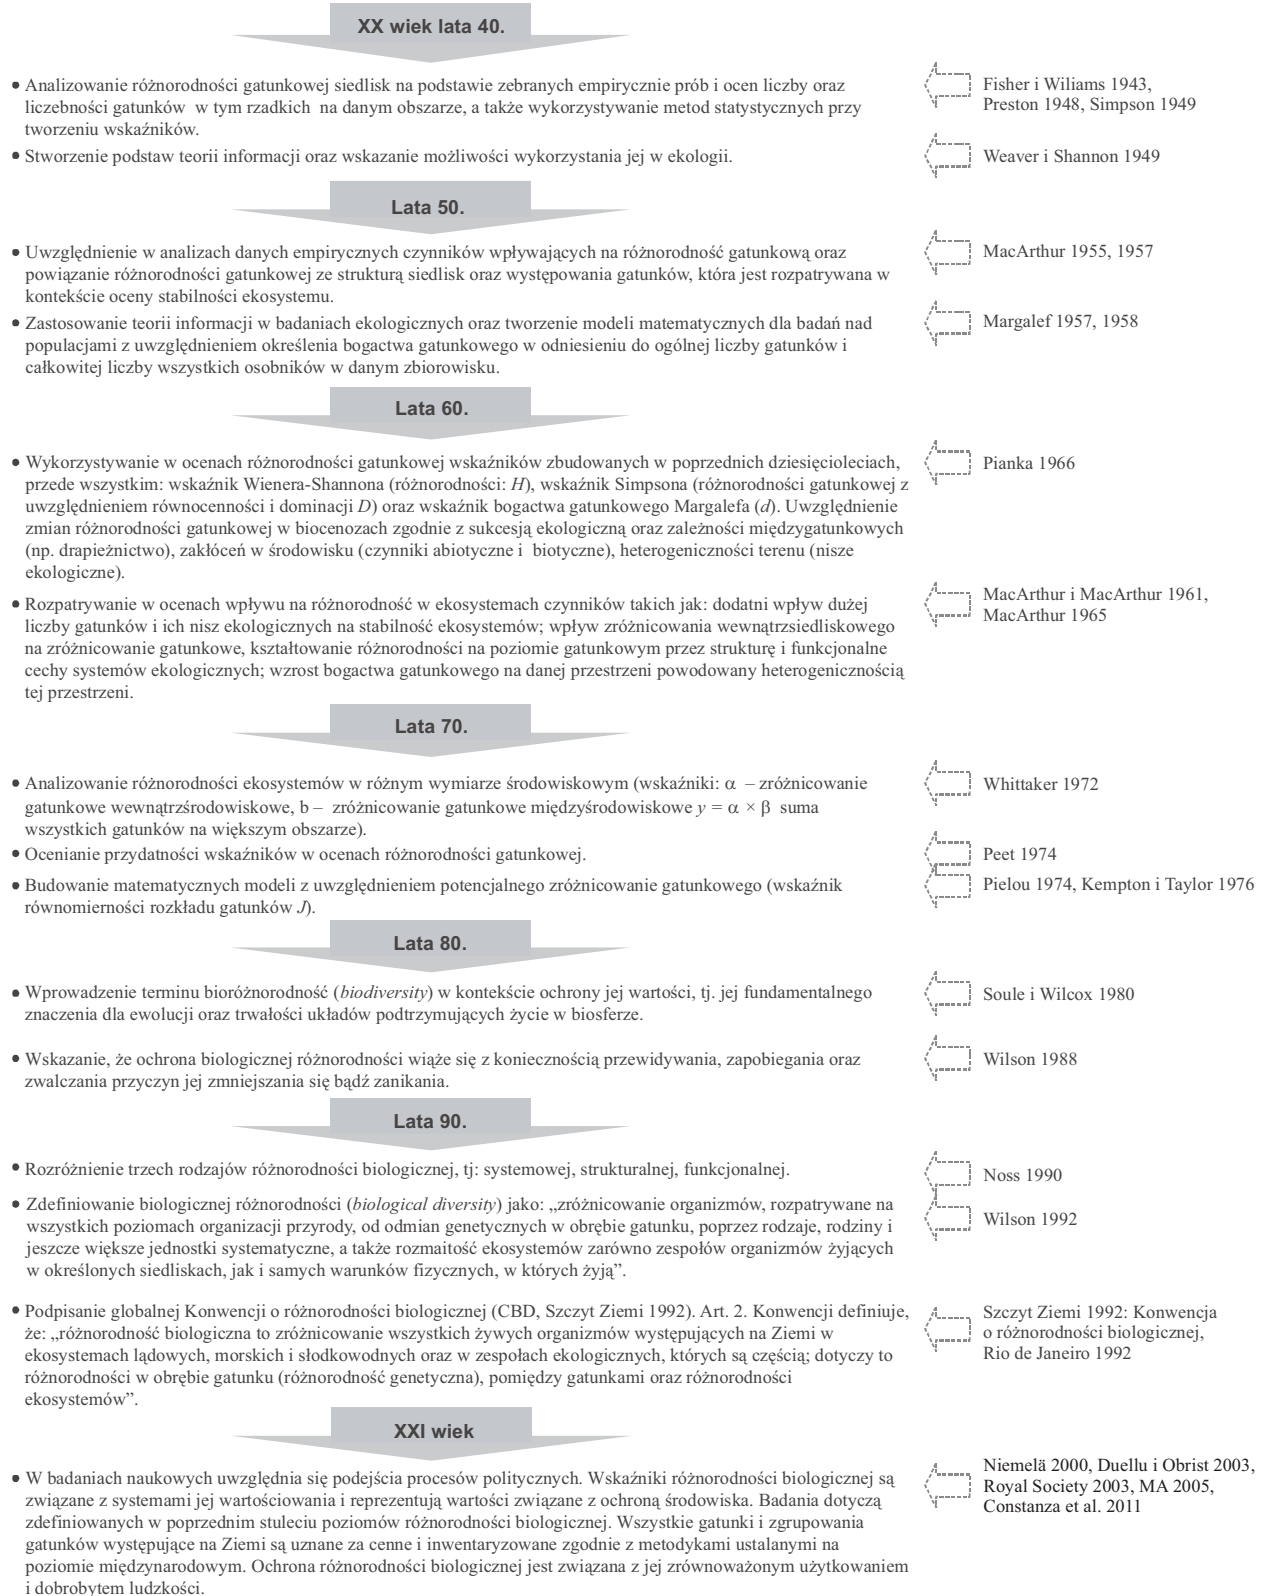 XX wiek lata 40.
• Analizowanie różnorodności gatunkowej siedlisk na podstawie zebranych empirycznie prób i ocen liczby oraz
liczebności gatunków w tym rzadkich na danym obszarze, a także wykorzystywanie metod statystycznych przy
tworzeniu wskaźników.
Fisher i Wiliams 1943,
Preston 1948, Simpson 1949
• Stworzenie podstaw teorii informacji oraz wskazanie możliwości wykorzystania jej w ekologii.
Weaver i Shannon 1949
Lata 50.
• Uwzględnienie w analizach danych empirycznych czynników wpływających na różnorodność gatunkową oraz
powiązanie różnorodności gatunkowej ze strukturą siedlisk oraz występowania gatunków, która jest rozpatrywana w
kontekście oceny stabilności ekosystemu.
MacArthur 1955, 1957
• Zastosowanie teorii informacji w badaniach ekologicznych oraz tworzenie modeli matematycznych dla badań nad
populacjami z uwzględnieniem określenia bogactwa gatunkowego w odniesieniu do ogólnej liczby gatunków i
całkowitej liczby wszystkich osobników w danym zbiorowisku.
Margalef 1957, 1958
Lata 60.
• Wykorzystywanie w ocenach różnorodności gatunkowej wskaźników zbudowanych w poprzednich dziesięcioleciach,
przede wszystkim: wskaźnik Wienera-Shannona (różnorodności: H), wskaźnik Simpsona (różnorodności gatunkowej z
uwzględnieniem równocenności i dominacji D) oraz wskaźnik bogactwa gatunkowego Margalefa (d). Uwzględnienie
zmian różnorodności gatunkowej w biocenozach zgodnie z sukcesją ekologiczną oraz zależności międzygatunkowych
(np. drapieżnictwo), zakłóceń w środowisku (czynniki abiotyczne i biotyczne), heterogeniczności terenu (nisze
ekologiczne).
Pianka 1966
• Rozpatrywanie w ocenach wpływu na różnorodność w ekosystemach czynników takich jak: dodatni wpływ dużej
liczby gatunków i ich nisz ekologicznych na stabilność ekosystemów; wpływ zróżnicowania wewnątrzsiedliskowego
na zróżnicowanie gatunkowe, kształtowanie różnorodności na poziomie gatunkowym przez strukturę i funkcjonalne
cechy systemów ekologicznych; wzrost bogactwa gatunkowego na danej przestrzeni powodowany heterogenicznością
tej przestrzeni.
MacArthur i MacArthur 1961,
MacArthur 1965
Lata 70.
• Analizowanie różnorodności ekosystemów w różnym wymiarze środowiskowym (wskaźniki: α – zróżnicowanie
gatunkowe wewnątrzśrodowiskowe, b – zróżnicowanie gatunkowe międzyśrodowiskowe y = α × β suma
wszystkich gatunków na większym obszarze).
Whittaker 1972
• Ocenianie przydatności wskaźników w ocenach różnorodności gatunkowej.
Peet 1974
• Budowanie matematycznych modeli z uwzględnieniem potencjalnego zróżnicowanie gatunkowego (wskaźnik
równomierności rozkładu gatunków J).
Pielou 1974, Kempton i Taylor 1976
Lata 80.
• Wprowadzenie terminu bioróżnorodność (biodiversity) w kontekście ochrony jej wartości, tj. jej fundamentalnego
znaczenia dla ewolucji oraz trwałości układów podtrzymujących życie w biosferze.
Soule i Wilcox 1980
• Wskazanie, że ochrona biologicznej różnorodności wiąże się z koniecznością przewidywania, zapobiegania oraz
zwalczania przyczyn jej zmniejszania się bądź zanikania.
Wilson 1988
Lata 90.
• Rozróżnienie trzech rodzajów różnorodności biologicznej, tj: systemowej, strukturalnej, funkcjonalnej.
Noss 1990
• Zdefiniowanie biologicznej różnorodności (biological diversity) jako: „zróżnicowanie organizmów, rozpatrywane na
wszystkich poziomach organizacji przyrody, od odmian genetycznych w obrębie gatunku, poprzez rodzaje, rodziny i
jeszcze większe jednostki systematyczne, a także rozmaitość ekosystemów zarówno zespołów organizmów żyjących
w określonych siedliskach, jak i samych warunków fizycznych, w których żyją”.
Wilson 1992
• Podpisanie globalnej Konwencji o różnorodności biologicznej (CBD, Szczyt Ziemi 1992). Art. 2. Konwencji definiuje,
że: „różnorodność biologiczna to zróżnicowanie wszystkich żywych organizmów występujących na Ziemi w
ekosystemach lądowych, morskich i słodkowodnych oraz w zespołach ekologicznych, których są częścią; dotyczy to
różnorodności w obrębie gatunku (różnorodność genetyczna), pomiędzy gatunkami oraz różnorodności
ekosystemów”.
Szczyt Ziemi 1992: Konwencja
o różnorodności biologicznej,
Rio de Janeiro 1992
XXI wiek
• W badaniach naukowych uwzględnia się podejścia procesów politycznych. Wskaźniki różnorodności biologicznej są
związane z systemami jej wartościowania i reprezentują wartości związane z ochroną środowiska. Badania dotyczą
zdefiniowanych w poprzednim stuleciu poziomów różnorodności biologicznej. Wszystkie gatunki i zgrupowania
gatunków występujące na Ziemi są uznane za cenne i inwentaryzowane zgodnie z metodykami ustalanymi na
poziomie międzynarodowym. Ochrona różnorodności biologicznej jest związana z jej zrównoważonym użytkowaniem
i dobrobytem ludzkości.
Niemelä 2000, Duellu i Obrist 2003,
Royal Society 2003, MA 2005,
Constanza et al. 2011